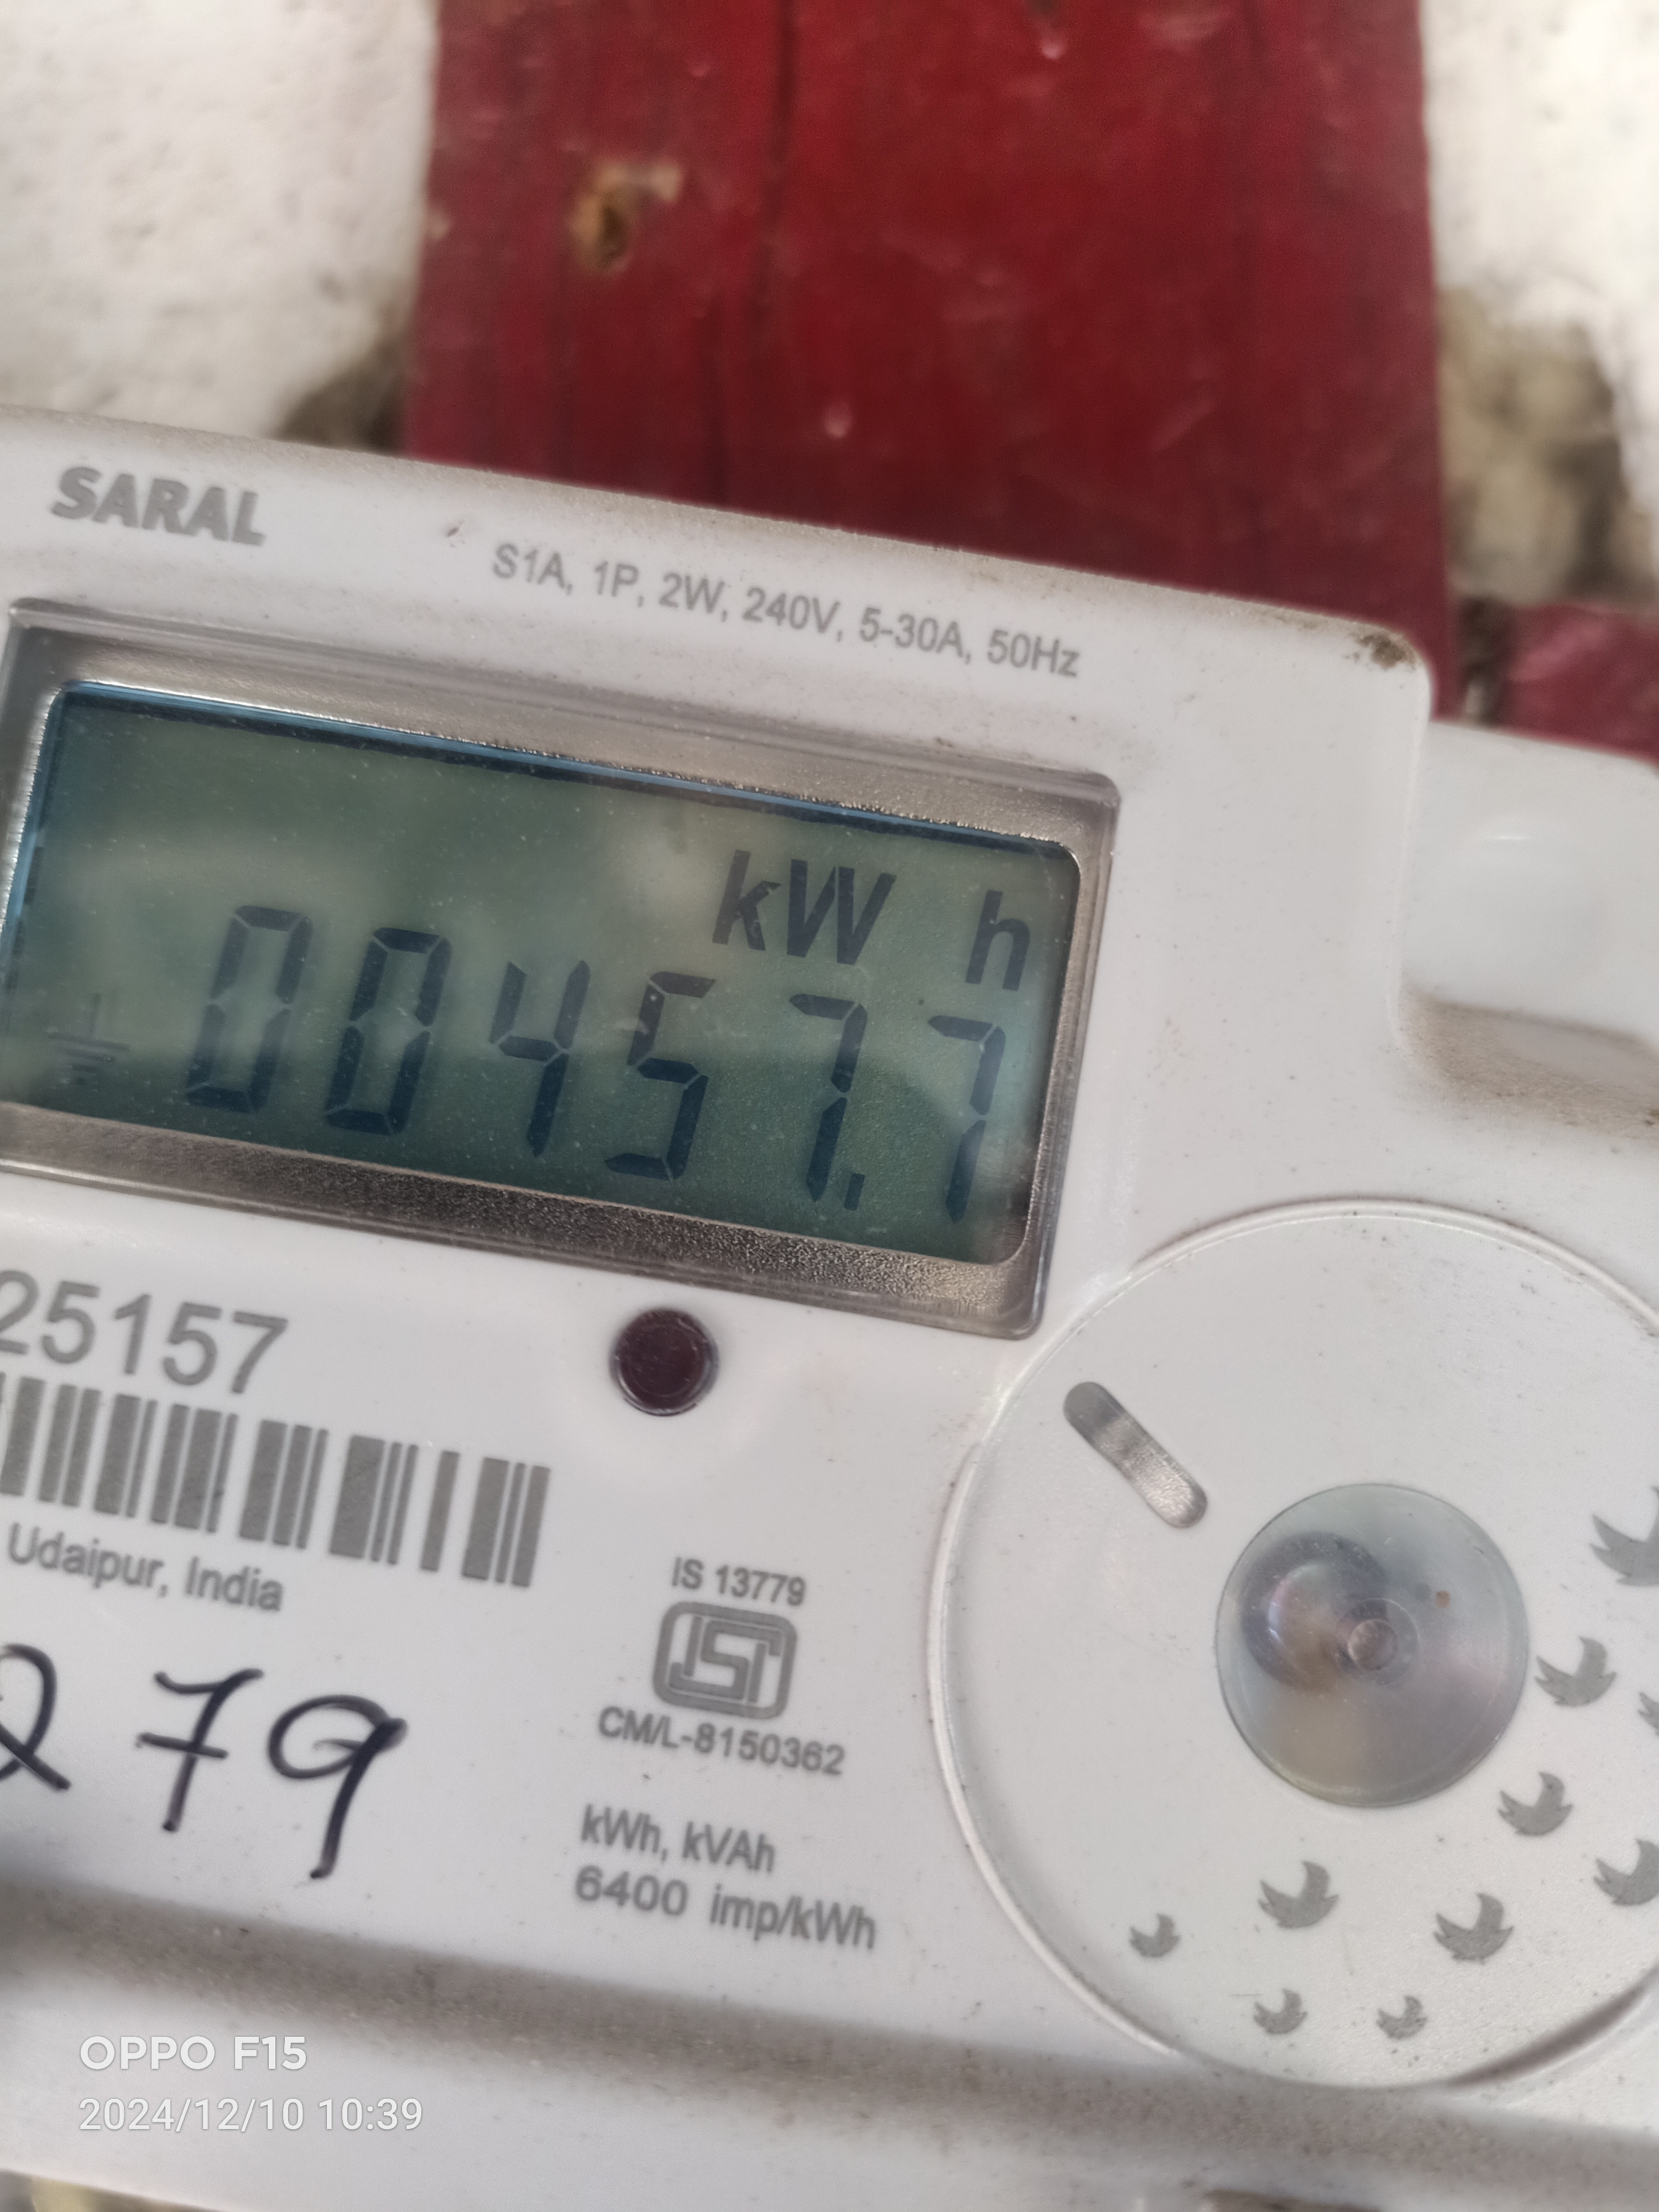 SARAL
S1A, 1P, 2W, 240V, 5-30A, 50Hz
kW h
00457.7
25157
Udaipur, India
IS 13779
ISI
CM/L-8150362
79
kWh, kVAh
6400 imp/kWh
OPPO F15
2024/12/10 10:39